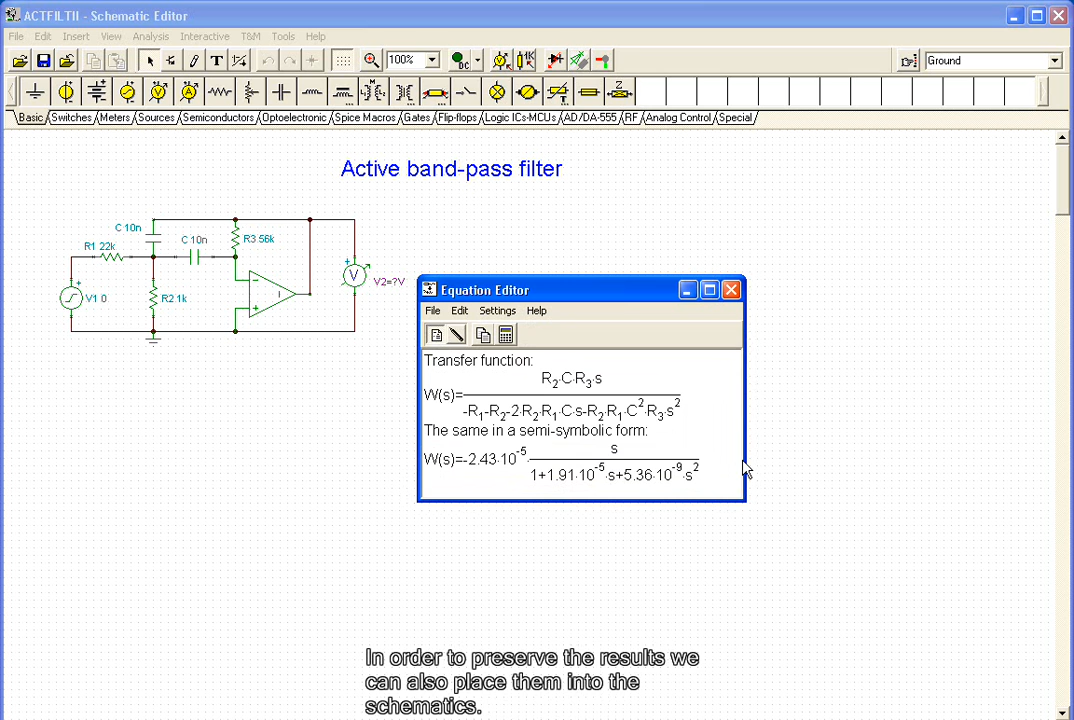 ACTFILTII - Schematic Editor
File Edit Insert View Analysis Interactive T&M Tools Help
100% DC 1K Ground
Basic Switches Meters Sources Semiconductors Optoelectronic Spice Macros Gates Flip-flops Logic ICs-MCUs AD/DA-555 RF Analog Control Special
Active band-pass filter
C 10n
R1 22k
C 10n
R3 56k
V1 0
R2 1k
I
V
V2=?V
Equation Editor
File Edit Settings Help
Transfer function:
W(s)=R₂·C·R₃·s / -R₁-R₂-2·R₂·R₁·C·s-R₂·R₁·C²·R₃·s²
The same in a semi-symbolic form:
W(s)=-2.43·10⁻⁵· s / 1+1.91·10⁻⁵·s+5.36·10⁻⁹·s²
In order to preserve the results we
can also place them into the
schematics.